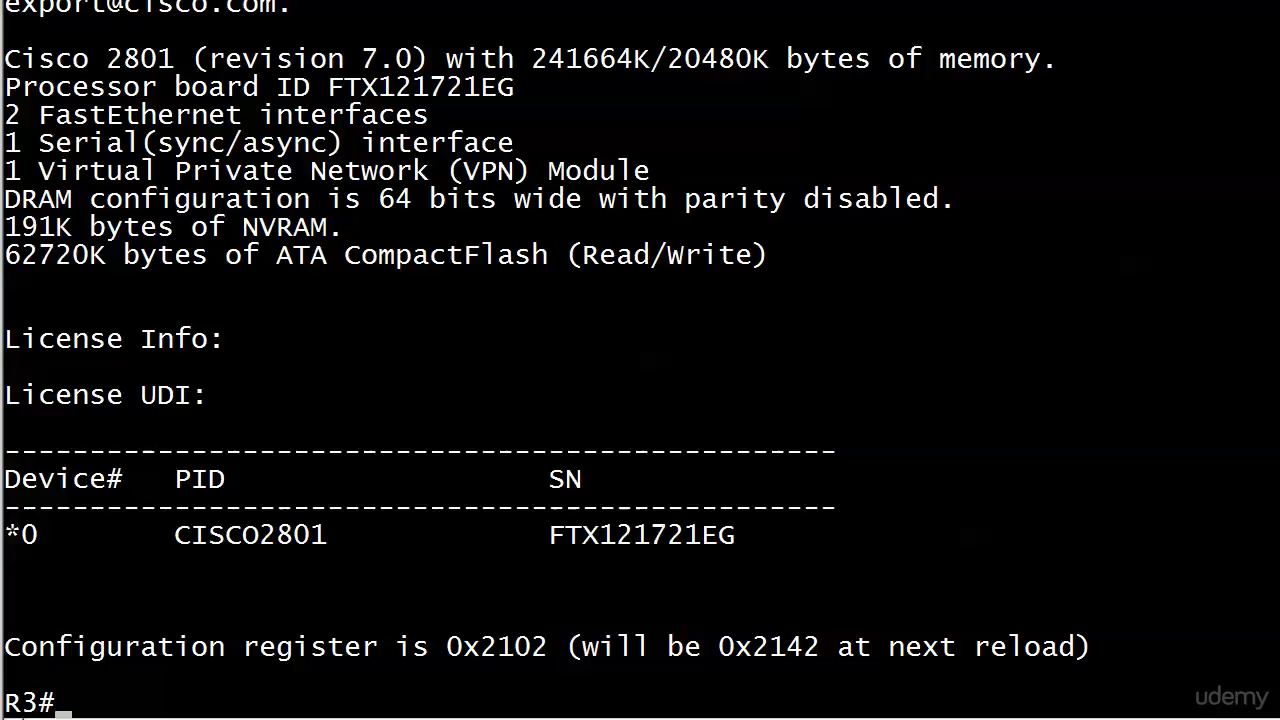 export@cisco.com.
Cisco 2801 (revision 7.0) with 241664K/20480K bytes of memory.
Processor board ID FTX121721EG
2 FastEthernet interfaces
1 Serial(sync/async) interface
1 Virtual Private Network (VPN) Module
DRAM configuration is 64 bits wide with parity disabled.
191K bytes of NVRAM.
62720K bytes of ATA CompactFlash (Read/Write)
License Info:
License UDI:
-------------------------------------------------
Device#   PID                   SN
-------------------------------------------------
*0        CISCO2801             FTX121721EG
Configuration register is 0x2102 (will be 0x2142 at next reload)
R3#
udemy